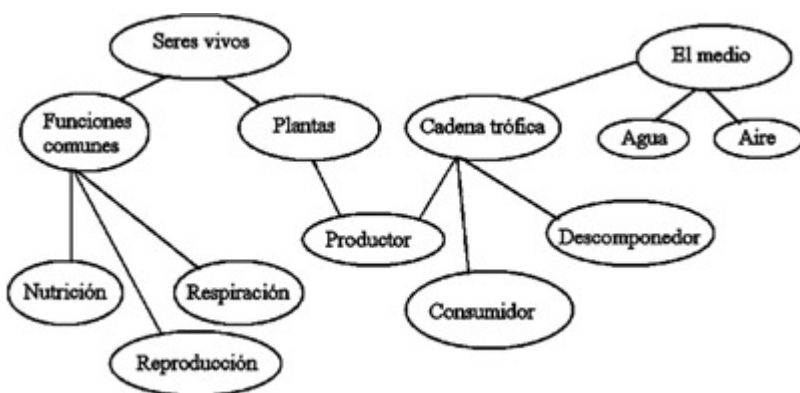 Seres vivos
El medio
Funciones
comunes
Plantas
Cadena trófica
Agua
Aire
Productor
Descomponedor
Nutrición
Respiración
Consumidor
Reproducción